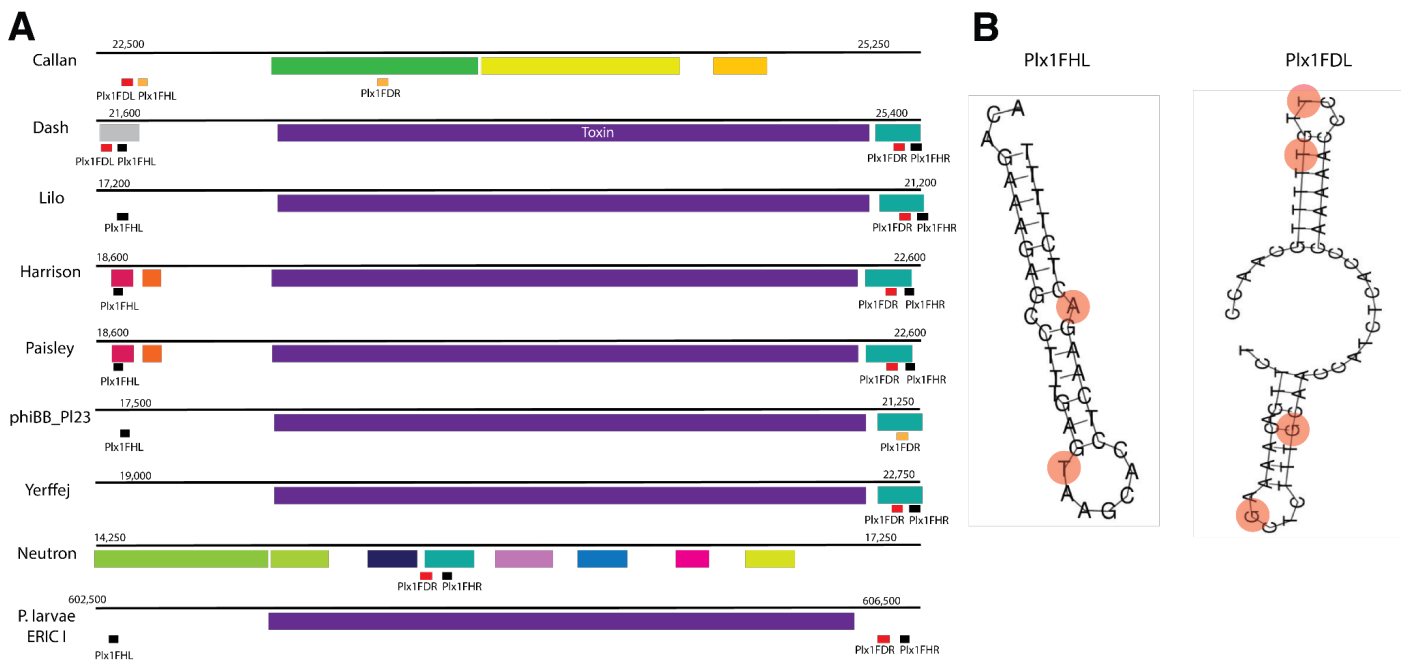 A
B
Callan
22,500
25,250
Plx1FDL Plx1FHL
Plx1FDR
Dash
21,600
Toxin
25,400
Plx1FDL Plx1FHL
Plx1FDR Plx1FHR
Lilo
17,200
21,200
Plx1FHL
Plx1FDR Plx1FHR
Harrison
18,600
22,600
Plx1FHL
Plx1FDR Plx1FHR
Paisley
18,600
22,600
Plx1FHL
Plx1FDR Plx1FHR
phiBB_Pl23
17,500
21,250
Plx1FHL
Plx1FDR
Yerffej
19,000
22,750
Plx1FDR Plx1FHR
Neutron
14,250
17,250
Plx1FDR Plx1FHR
P. larvae
ERIC I
602,500
606,500
Plx1FHL
Plx1FDR Plx1FHR
Plx1FHL
Plx1FDL